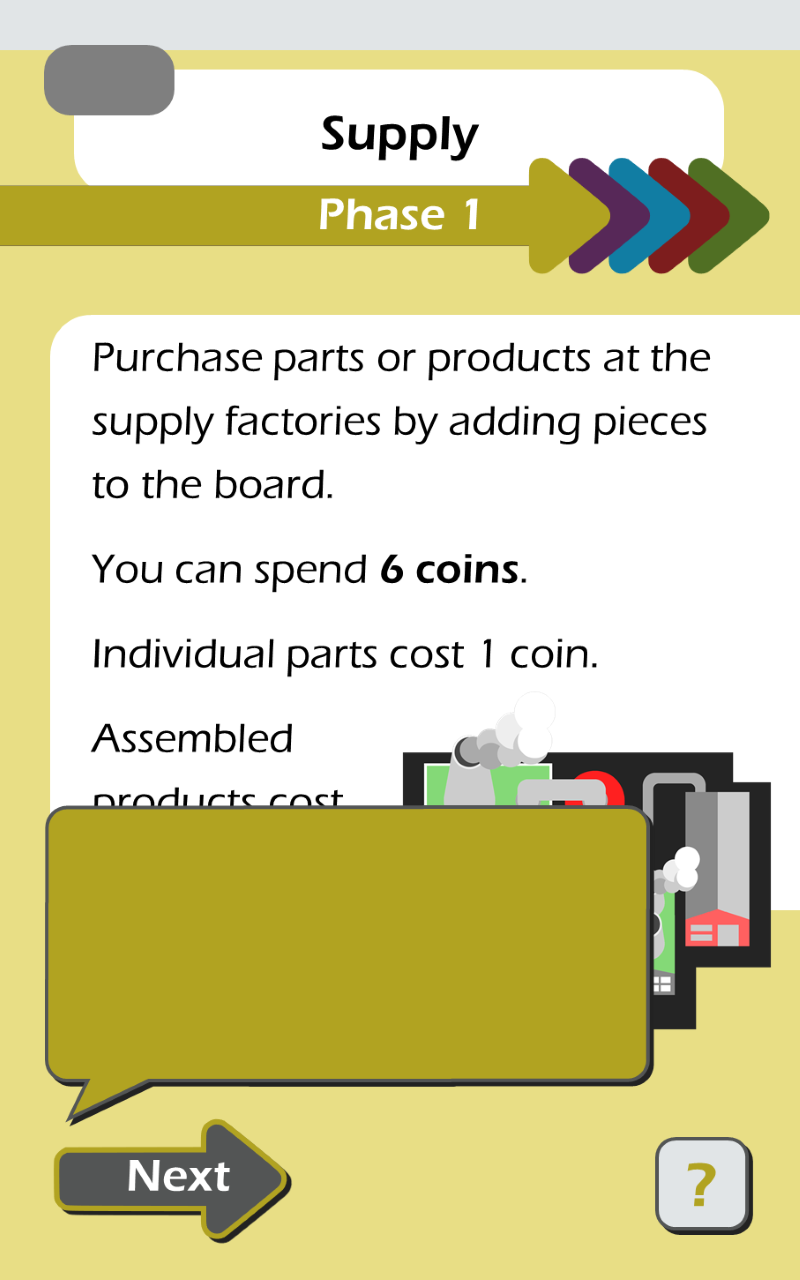 Supply
Phase 1
Purchase parts or products at the
supply factories by adding pieces
to the board.
You can spend 6 coins.
Individual parts cost 1 coin.
Assembled
products cost
Next
?